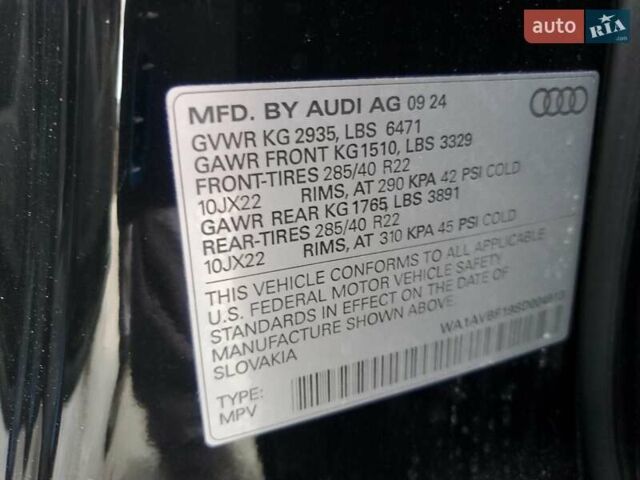 auto RIA
.com
MFD. BY AUDI AG 09 24
GVWR KG 2935, LBS 6471
GAWR FRONT KG1510, LBS 3329
FRONT-TIRES 285/40 R22
10JX22 RIMS, AT 290 KPA 42 PSI COLD
GAWR REAR KG 1765, LBS 3891
REAR-TIRES 285/40 R22
10JX22 RIMS, AT 310 KPA 45 PSI COLD
THIS VEHICLE CONFORMS TO ALL APPLICABLE
U.S. FEDERAL MOTOR VEHICLE SAFETY
STANDARDS IN EFFECT ON THE DATE OF
MANUFACTURE SHOWN ABOVE.
SLOVAKIA
TYPE:
MPV